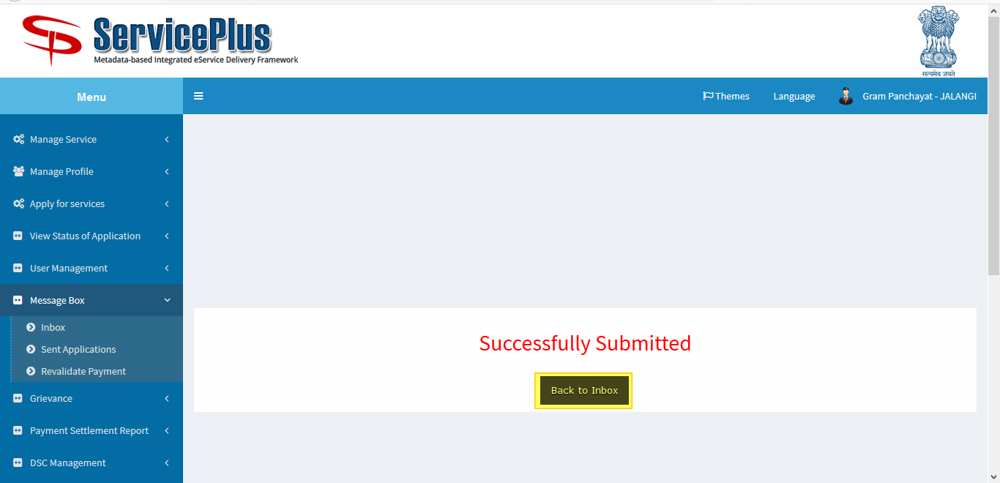 ServicePlus
Metadata-based Integrated eService Delivery Framework
सत्यमेव जयते
Menu
Themes
Language
Gram Panchayat - JALANGI
Manage Service
Manage Profile
Apply for services
View Status of Application
User Management
Message Box
Inbox
Sent Applications
Revalidate Payment
Grievance
Payment Settlement Report
DSC Management
Successfully Submitted
Back to Inbox